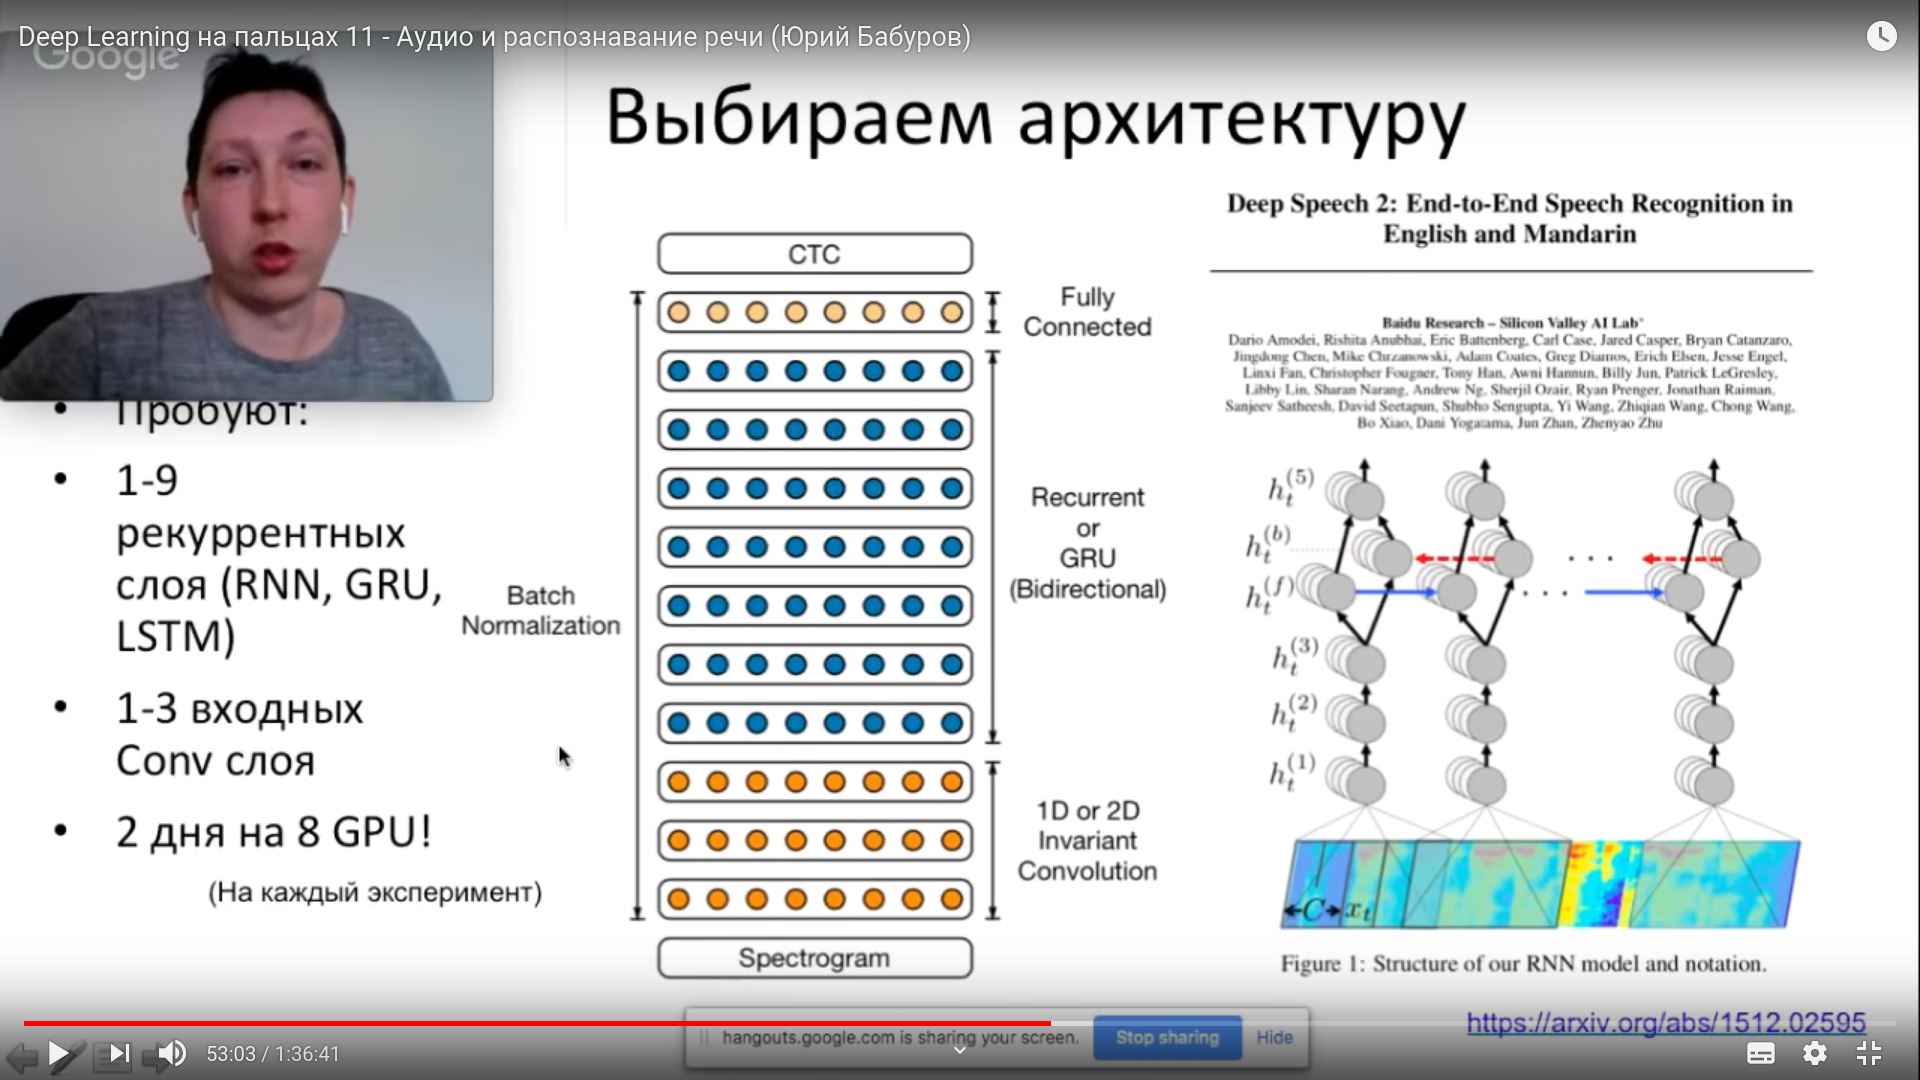 Deep Learning на пальцах 11 - Аудио и распознавание речи (Юрий Бабуров)
Google
Выбираем архитектуру
• Пробуют:
• 1-9
рекуррентных
слоя (RNN, GRU,
LSTM)
• 1-3 входных
Conv слоя
• 2 дня на 8 GPU!
(На каждый эксперимент)
Batch
Normalization
CTC
Fully
Connected
Recurrent
or
GRU
(Bidirectional)
1D or 2D
Invariant
Convolution
Spectrogram
Deep Speech 2: End-to-End Speech Recognition in
English and Mandarin
Baidu Research – Silicon Valley AI Lab*
Dario Amodei, Rishita Anubhai, Eric Battenberg, Carl Case, Jared Casper, Bryan Catanzaro,
Jingdong Chen, Mike Chrzanowski, Adam Coates, Greg Diamos, Erich Elsen, Jesse Engel,
Linxi Fan, Christopher Fougner, Tony Han, Awni Hannun, Billy Jun, Patrick LeGresley,
Libby Lin, Sharan Narang, Andrew Ng, Sherjil Ozair, Ryan Prenger, Jonathan Raiman,
Sanjeev Satheesh, David Seetapun, Shubho Sengupta, Yi Wang, Zhiqian Wang, Chong Wang,
Bo Xiao, Dani Yogatama, Jun Zhan, Zhenyao Zhu
h_t^(5)
h_t^(b)
h_t^(f)
h_t^(3)
h_t^(2)
h_t^(1)
C x_t
Figure 1: Structure of our RNN model and notation.
https://arxiv.org/abs/1512.02595
hangouts.google.com is sharing your screen. Stop sharing Hide
53:03 / 1:36:41